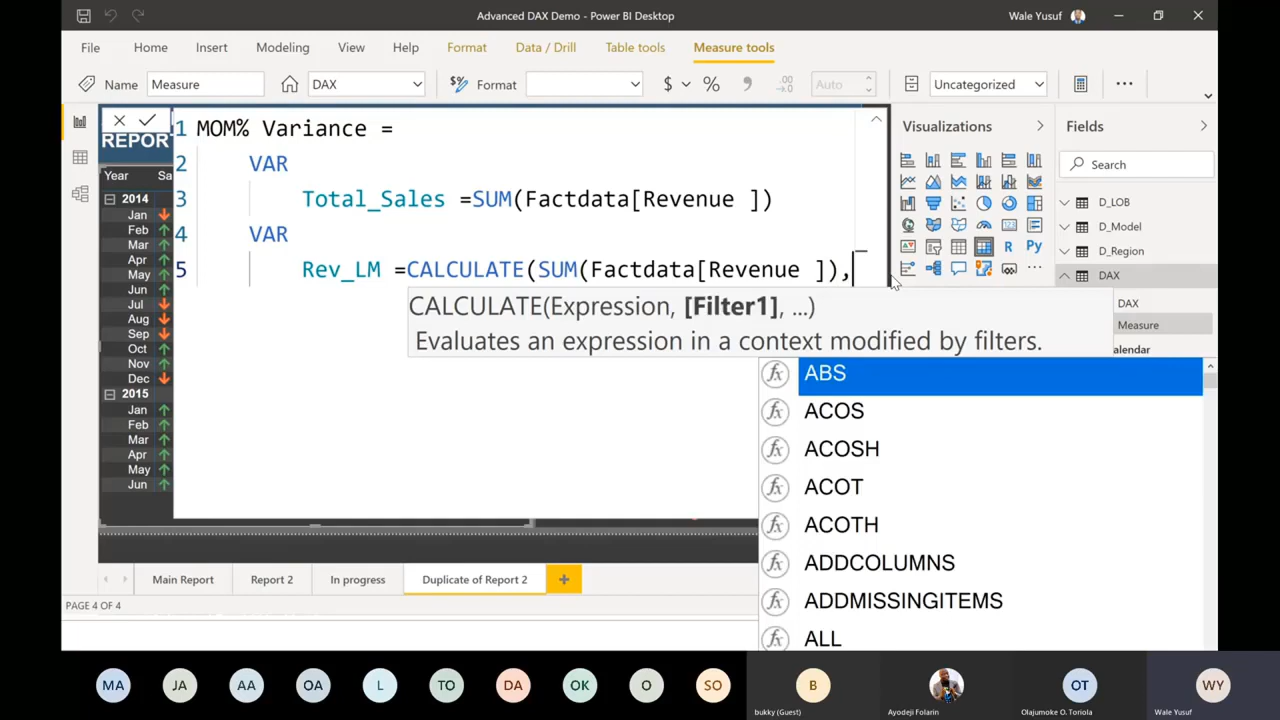 Advanced DAX Demo - Power BI Desktop
Wale Yusuf
File Home Insert Modeling View Help Format Data / Drill Table tools Measure tools
Name Measure DAX Format $ % , .00 →.0 Auto Uncategorized ...
REPOR
1 MOM% Variance =
2 VAR
3 Total_Sales =SUM(Factdata[Revenue ])
4 VAR
5 Rev_LM =CALCULATE(SUM(Factdata[Revenue ]),
CALCULATE(Expression, [Filter1], ...)
Evaluates an expression in a context modified by filters.
ABS
ACOS
ACOSH
ACOT
ACOTH
ADDCOLUMNS
ADDMISSINGITEMS
ALL
Year Sa
2014
Jan
Feb
Mar
Apr
May
Jun
Jul
Aug
Sep
Oct
Nov
Dec
2015
Jan
Feb
Mar
Apr
May
Jun
Visualizations
R Py
...
Fields
Search
D_LOB
D_Model
D_Region
DAX
DAX
Measure
alendar
Main Report Report 2 In progress Duplicate of Report 2 +
PAGE 4 OF 4
MA JA AA OA L TO DA OK O SO B OT WY
bukky (Guest) Ayodeji Folarin Olajumoke O. Toriola Wale Yusuf